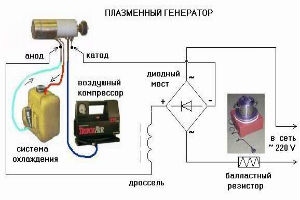 ПЛАЗМЕННЫЙ ГЕНЕРАТОР
анод
катод
воздушный
компрессор
диодный
мост
~
+
-
~
система
охлаждения
дроссель
балластный
резистор
в сеть
~ 220 V